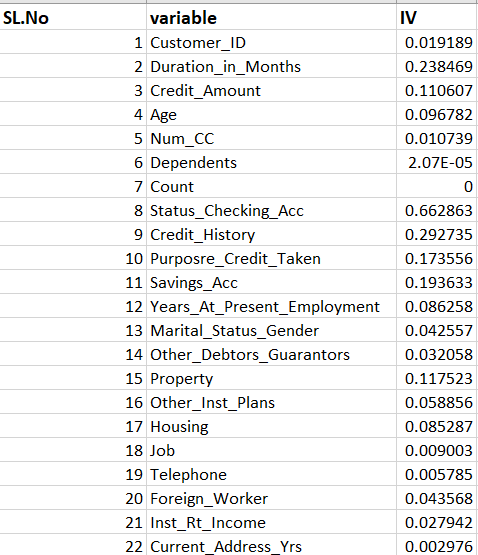 SL.No variable IV
1 Customer_ID 0.019189
2 Duration_in_Months 0.238469
3 Credit_Amount 0.110607
4 Age 0.096782
5 Num_CC 0.010739
6 Dependents 2.07E-05
7 Count 0
8 Status_Checking_Acc 0.662863
9 Credit_History 0.292735
10 Purposre_Credit_Taken 0.173556
11 Savings_Acc 0.193633
12 Years_At_Present_Employment 0.086258
13 Marital_Status_Gender 0.042557
14 Other_Debtors_Guarantors 0.032058
15 Property 0.117523
16 Other_Inst_Plans 0.058856
17 Housing 0.085287
18 Job 0.009003
19 Telephone 0.005785
20 Foreign_Worker 0.043568
21 Inst_Rt_Income 0.027942
22 Current_Address_Yrs 0.002976